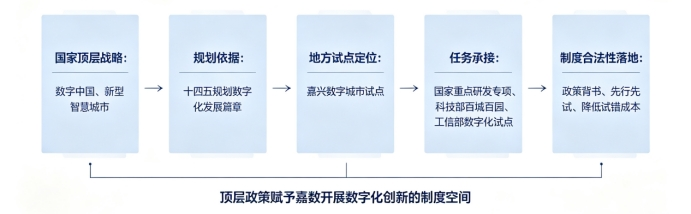 国家顶层战略：
数字中国、新型
智慧城市
规划依据：
十四五规划数字
化发展篇章
地方试点定位：
嘉兴数字城市试点
任务承接：
国家重点研发专项、
科技部百城百园、
工信部数字化试点
制度合法性落地：
政策背书、先行先
试、降低试错成本
顶层政策赋予嘉数开展数字化创新的制度空间